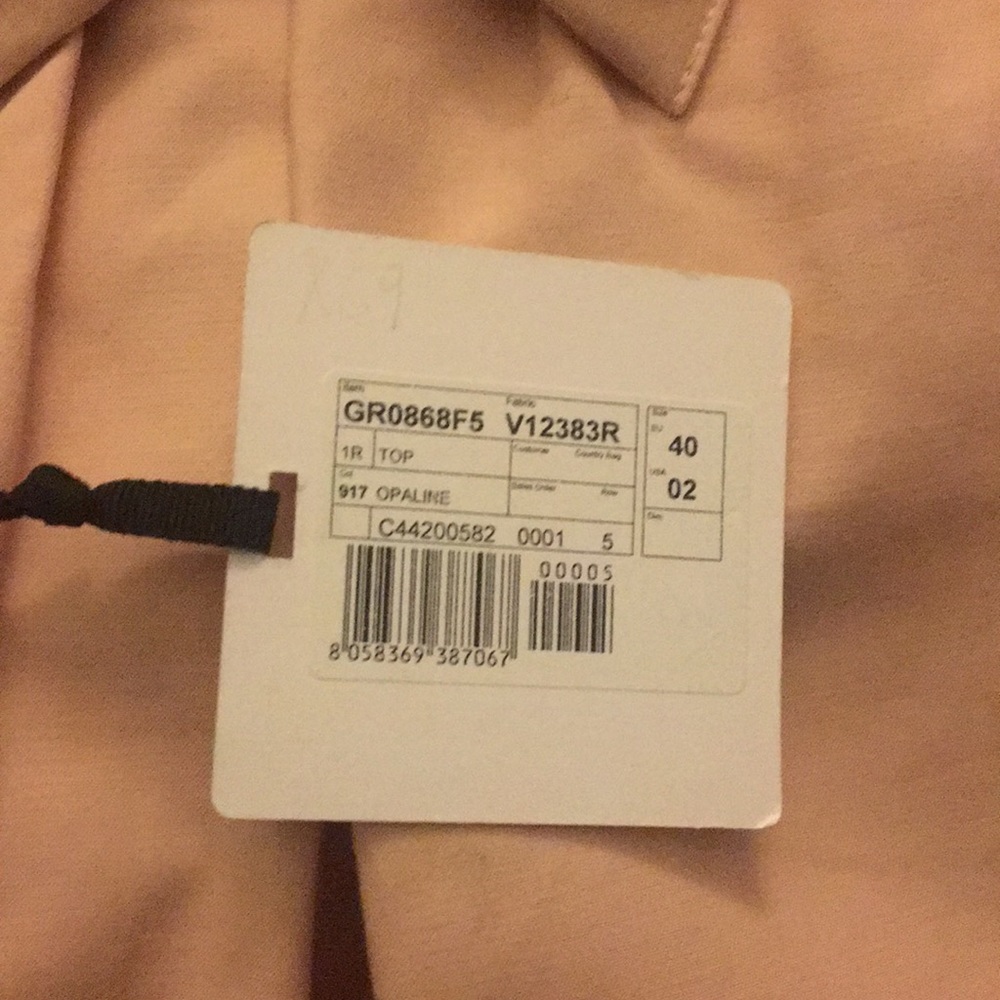 Item Fabric
GR0868F5 V12383R
1R TOP
Customer Country Bag
Col
917 OPALINE
Sales Order Row
C44200582 0001 5
Size
EU
40
USA
02
00005
8 058369 387067